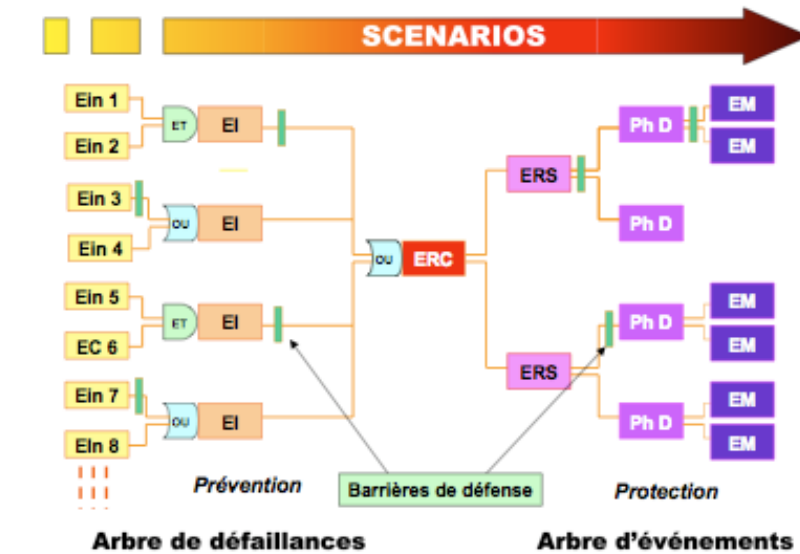 SCENARIOS
Ein 1
Ein 2
ET
EI
Ein 3
Ein 4
OU
EI
Ein 5
EC 6
ET
EI
Ein 7
Ein 8
OU
EI
OU
ERC
ERS
ERS
Ph D
EM
EM
Ph D
Ph D
EM
EM
Ph D
EM
EM
Prévention
Barrières de défense
Protection
Arbre de défaillances
Arbre d'événements